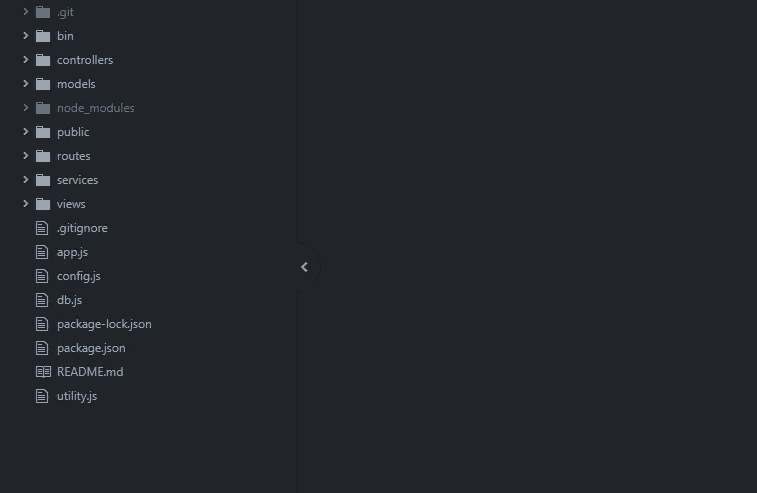 .git
bin
controllers
models
node_modules
public
routes
services
views
.gitignore
app.js
config.js
db.js
package-lock.json
package.json
README.md
utility.js